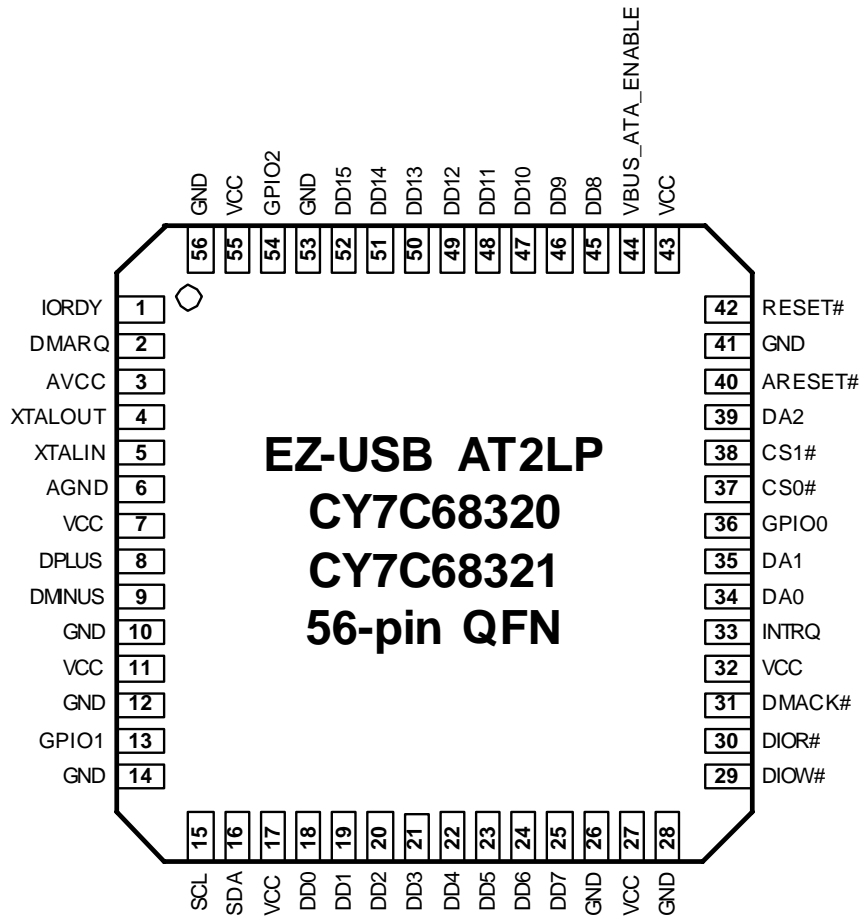 VBUS_ATA_ENABLE
GND VCC GPIO2 GND DD15 DD14 DD13 DD12 DD11 DD10 DD9 DD8 VCC
56 55 54 53 52 51 50 49 48 47 46 45 44 43
IORDY 1
DMARQ 2
AVCC 3
XTALOUT 4
XTALIN 5
AGND 6
VCC 7
DPLUS 8
DMINUS 9
GND 10
VCC 11
GND 12
GPIO1 13
GND 14
EZ-USB AT2LP
CY7C68320
CY7C68321
56-pin QFN
42 RESET#
41 GND
40 ARESET#
39 DA2
38 CS1#
37 CS0#
36 GPIO0
35 DA1
34 DA0
33 INTRQ
32 VCC
31 DMACK#
30 DIOR#
29 DIOW#
15 16 17 18 19 20 21 22 23 24 25 26 27 28
SCL SDA VCC DD0 DD1 DD2 DD3 DD4 DD5 DD6 DD7 GND VCC GND